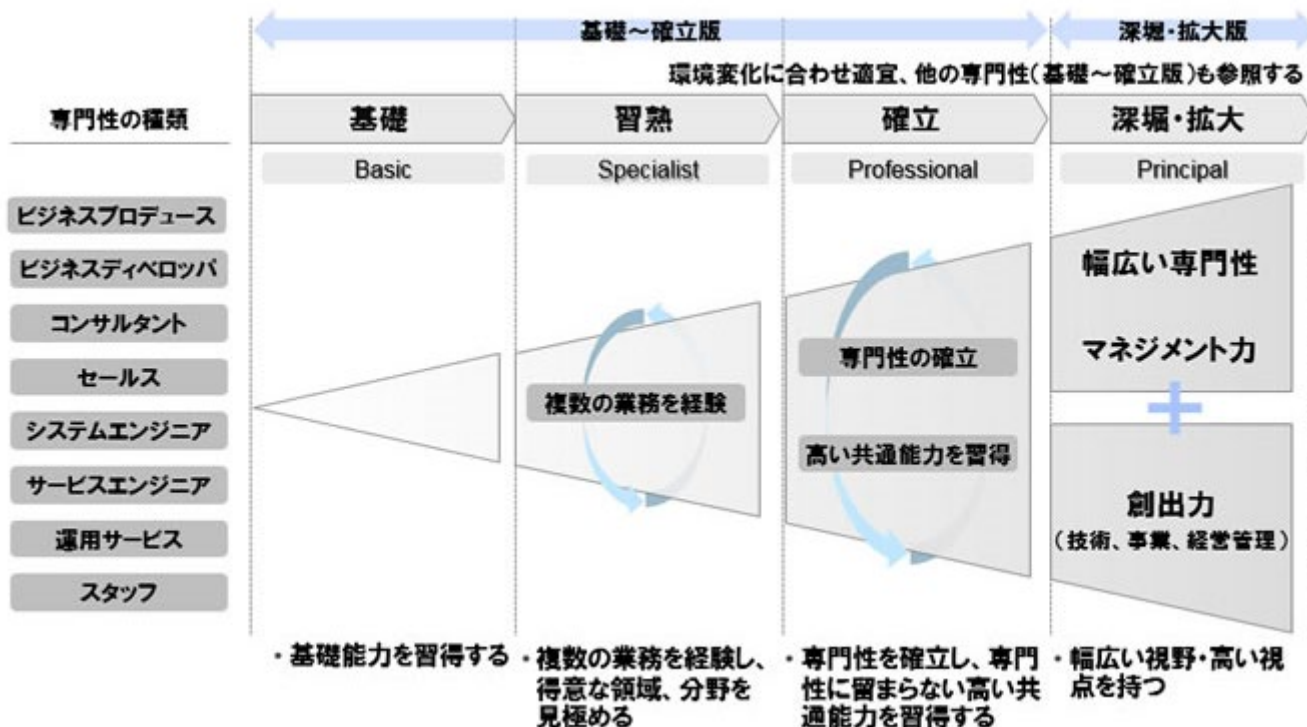 基礎～確立版
深堀・拡大版
環境変化に合わせ適宜、他の専門性(基礎～確立版)も参照する
専門性の種類
基礎
習熟
確立
深堀・拡大
Basic
Specialist
Professional
Principal
ビジネスプロデュース
ビジネスディベロッパ
コンサルタント
セールス
システムエンジニア
サービスエンジニア
運用サービス
スタッフ
複数の業務を経験
専門性の確立
高い共通能力を習得
幅広い専門性
マネジメント力
+
創出力
(技術、事業、経営管理)
・基礎能力を習得する
・複数の業務を経験し、
得意な領域、分野を
見極める
・専門性を確立し、専門
性に留まらない高い共
通能力を習得する
・幅広い視野・高い視
点を持つ